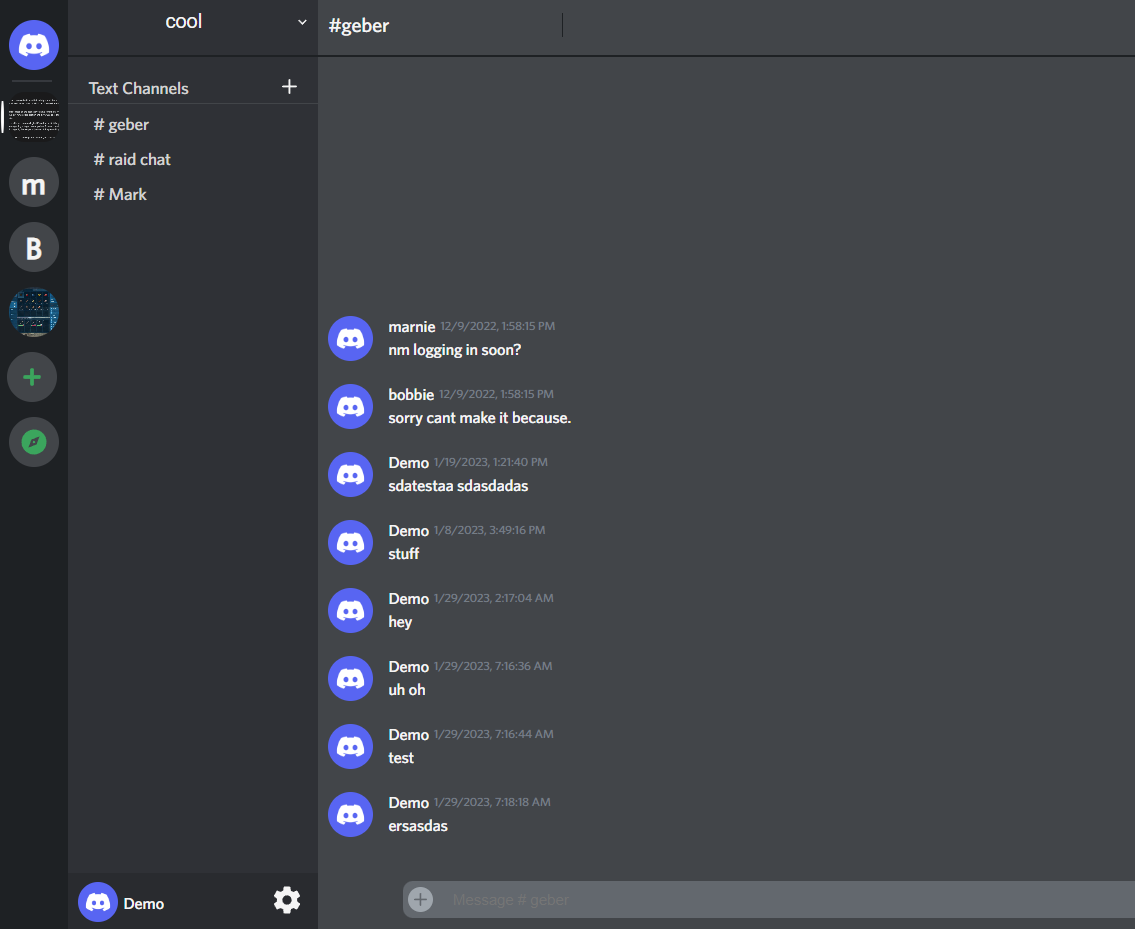 cool
#geber
Text Channels
# geber
# raid chat
# Mark
m
B
marnie 12/9/2022, 1:58:15 PM
nm logging in soon?
bobbie 12/9/2022, 1:58:15 PM
sorry cant make it because.
Demo 1/19/2023, 1:21:40 PM
sdatestaa sdasdadas
Demo 1/8/2023, 3:49:16 PM
stuff
Demo 1/29/2023, 2:17:04 AM
hey
Demo 1/29/2023, 7:16:36 AM
uh oh
Demo 1/29/2023, 7:16:44 AM
test
Demo 1/29/2023, 7:18:18 AM
ersasdas
Demo
Message # geber